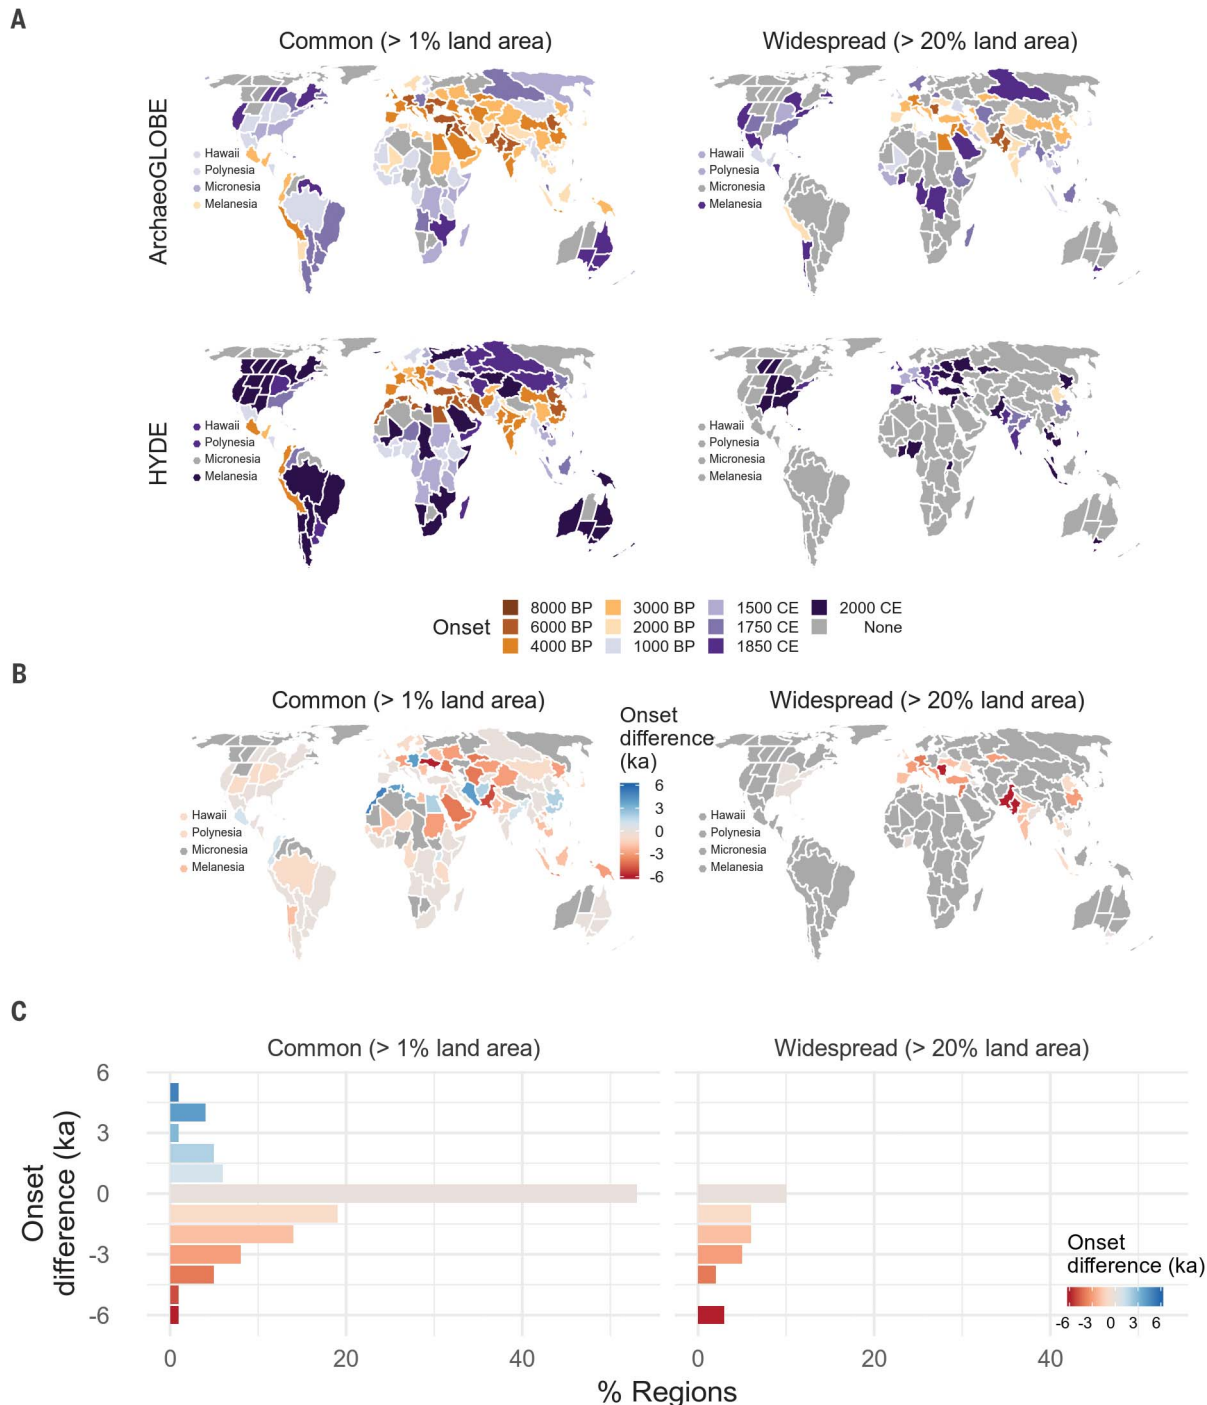 A
Common (> 1% land area)
Widespread (> 20% land area)
ArchaeoGLOBE
Hawaii
Polynesia
Micronesia
Melanesia
Hawaii
Polynesia
Micronesia
Melanesia
HYDE
Hawaii
Polynesia
Micronesia
Melanesia
Hawaii
Polynesia
Micronesia
Melanesia
Onset
8000 BP
3000 BP
1500 CE
2000 CE
6000 BP
2000 BP
1750 CE
None
4000 BP
1000 BP
1850 CE
B
Common (> 1% land area)
Widespread (> 20% land area)
Onset
difference
(ka)
6
3
0
-3
-6
Hawaii
Polynesia
Micronesia
Melanesia
Hawaii
Polynesia
Micronesia
Melanesia
C
Common (> 1% land area)
Widespread (> 20% land area)
Onset
difference (ka)
6
3
0
-3
-6
Onset
difference (ka)
-6 -3 0 3 6
0 20 40
0 20 40
% Regions